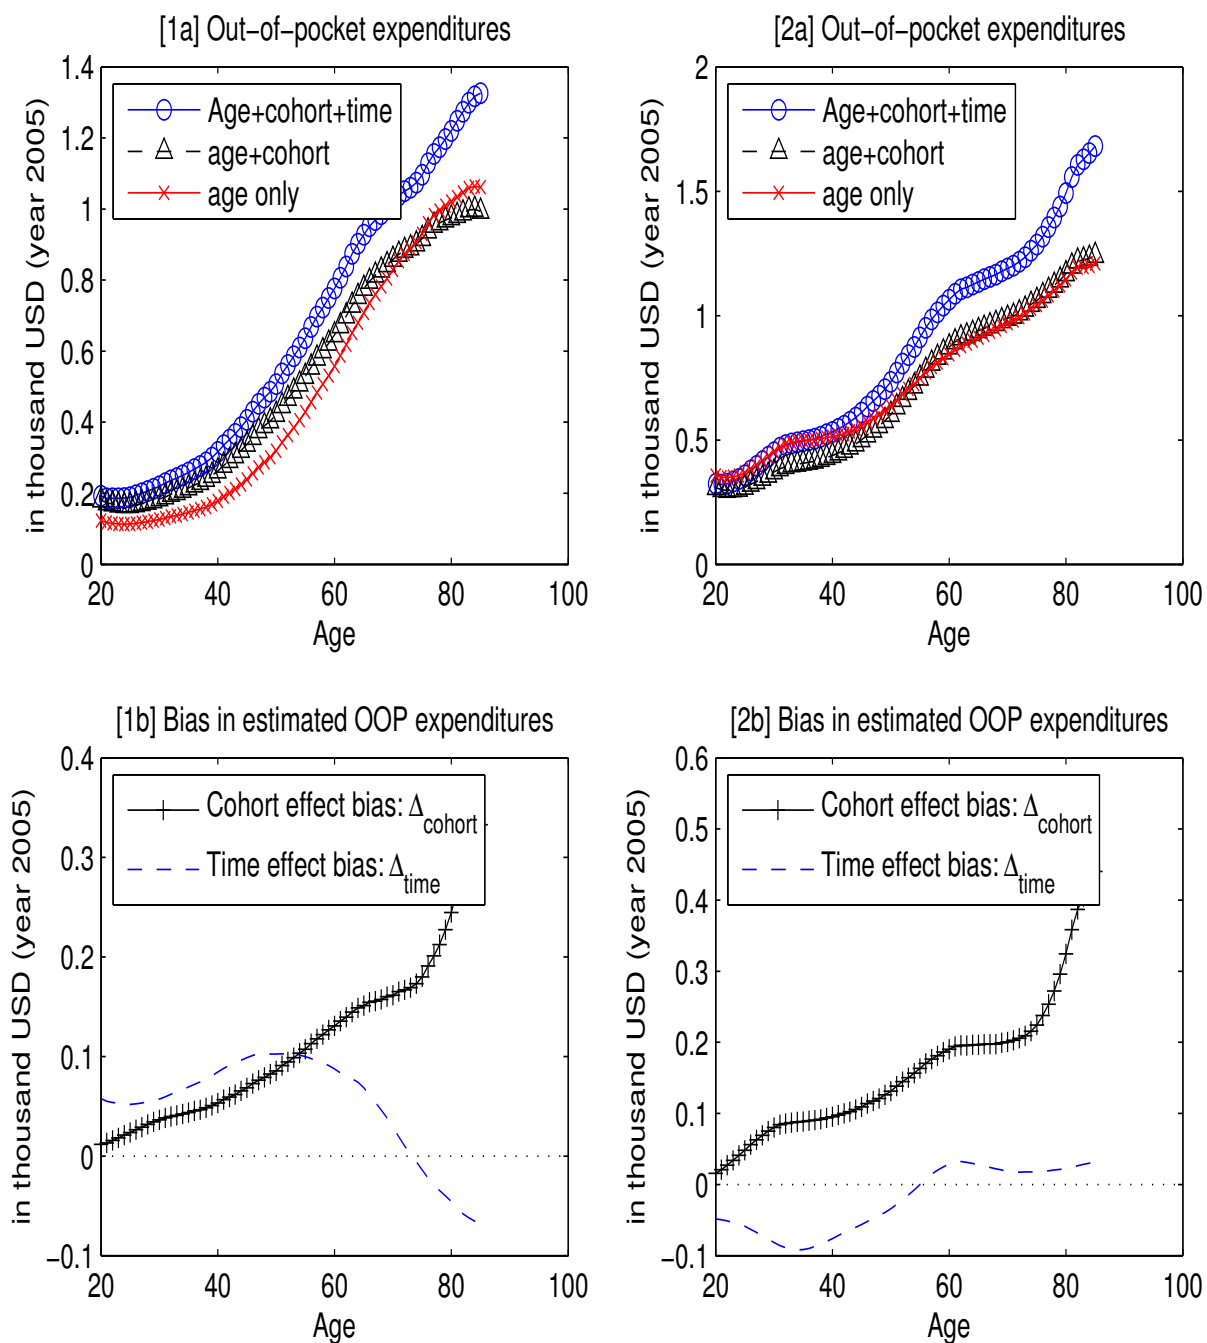 [1a] Out−of−pocket expenditures
in thousand USD (year 2005)
1.4
1.2
1
0.8
0.6
0.4
0.2
0
Age+cohort+time
age+cohort
age only
20 40 60 80 100
Age
[2a] Out−of−pocket expenditures
in thousand USD (year 2005)
2
1.5
1
0.5
0
Age+cohort+time
age+cohort
age only
20 40 60 80 100
Age
[1b] Bias in estimated OOP expenditures
in thousand USD (year 2005)
0.4
0.3
0.2
0.1
0
−0.1
Cohort effect bias: Δcohort
Time effect bias: Δtime
20 40 60 80 100
Age
[2b] Bias in estimated OOP expenditures
in thousand USD (year 2005)
0.6
0.5
0.4
0.3
0.2
0.1
0
−0.1
Cohort effect bias: Δcohort
Time effect bias: Δtime
20 40 60 80 100
Age